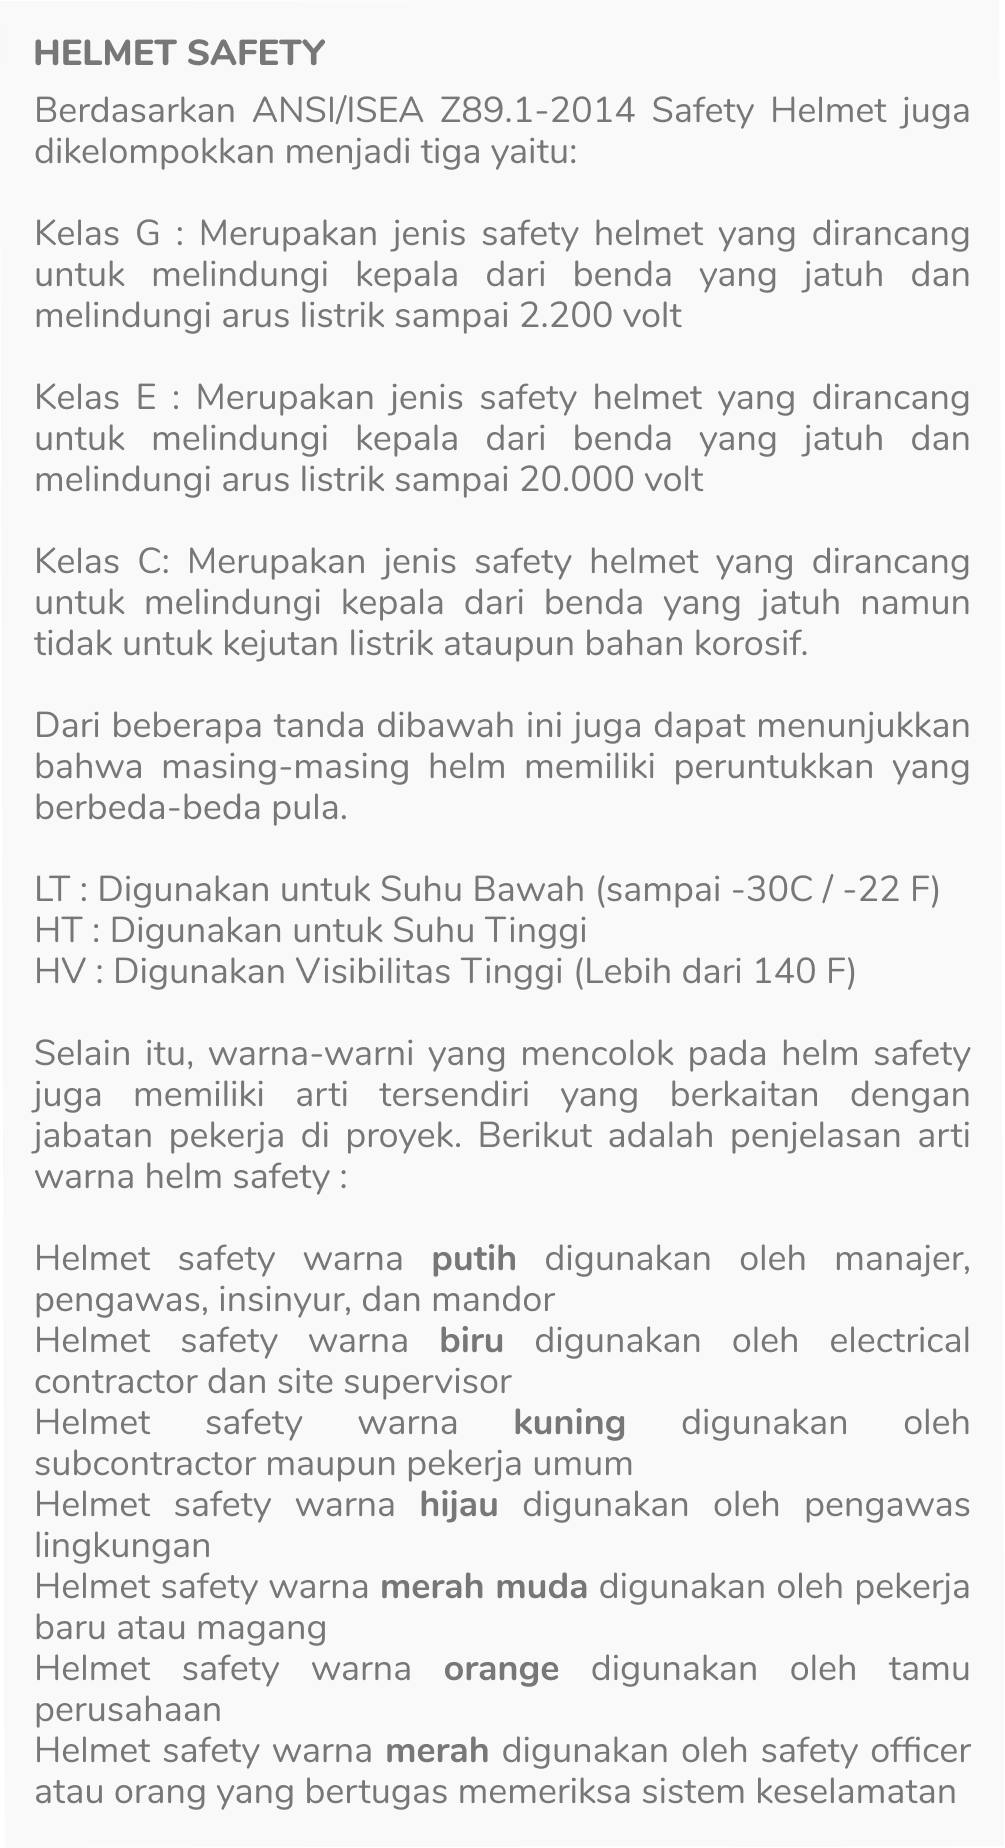 HELMET SAFETY
Berdasarkan ANSI/ISEA Z89.1-2014 Safety Helmet juga
dikelompokkan menjadi tiga yaitu:
Kelas G : Merupakan jenis safety helmet yang dirancang
untuk melindungi kepala dari benda yang jatuh dan
melindungi arus listrik sampai 2.200 volt
Kelas E : Merupakan jenis safety helmet yang dirancang
untuk melindungi kepala dari benda yang jatuh dan
melindungi arus listrik sampai 20.000 volt
Kelas C: Merupakan jenis safety helmet yang dirancang
untuk melindungi kepala dari benda yang jatuh namun
tidak untuk kejutan listrik ataupun bahan korosif.
Dari beberapa tanda dibawah ini juga dapat menunjukkan
bahwa masing-masing helm memiliki peruntukkan yang
berbeda-beda pula.
LT : Digunakan untuk Suhu Bawah (sampai -30C / -22 F)
HT : Digunakan untuk Suhu Tinggi
HV : Digunakan Visibilitas Tinggi (Lebih dari 140 F)
Selain itu, warna-warni yang mencolok pada helm safety
juga memiliki arti tersendiri yang berkaitan dengan
jabatan pekerja di proyek. Berikut adalah penjelasan arti
warna helm safety :
Helmet safety warna putih digunakan oleh manajer,
pengawas, insinyur, dan mandor
Helmet safety warna biru digunakan oleh electrical
contractor dan site supervisor
Helmet safety warna kuning digunakan oleh
subcontractor maupun pekerja umum
Helmet safety warna hijau digunakan oleh pengawas
lingkungan
Helmet safety warna merah muda digunakan oleh pekerja
baru atau magang
Helmet safety warna orange digunakan oleh tamu
perusahaan
Helmet safety warna merah digunakan oleh safety officer
atau orang yang bertugas memeriksa sistem keselamatan